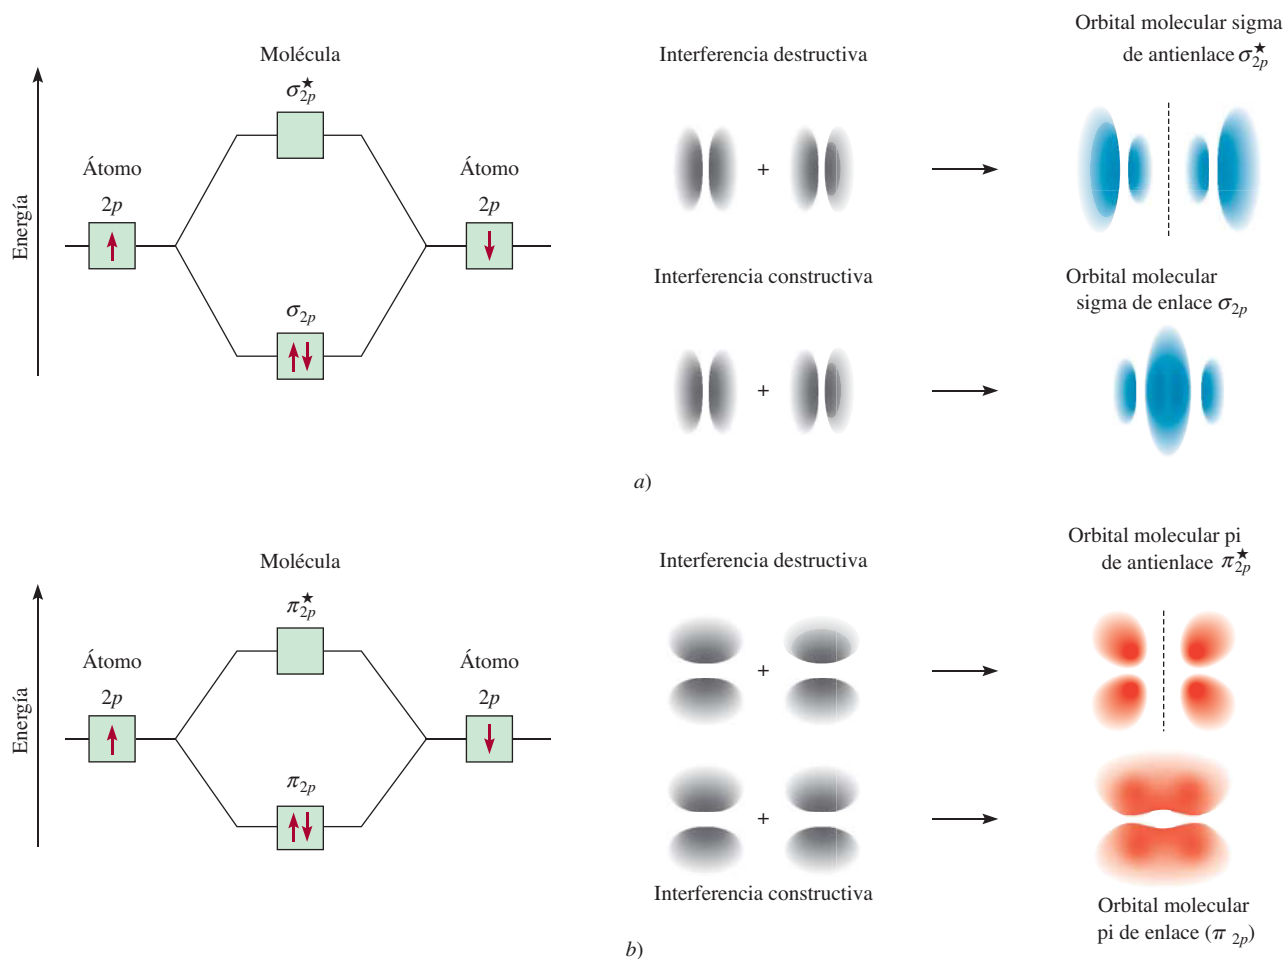 Orbital molecular sigma
de antienlace σ★2p
Molécula
Interferencia destructiva
σ★2p
Átomo
2p
Átomo
2p
+
Energía
Interferencia constructiva
Orbital molecular
sigma de enlace σ2p
σ2p
+
a)
Orbital molecular pi
de antienlace π★2p
Molécula
Interferencia destructiva
π★2p
Átomo
2p
Átomo
2p
+
Energía
π2p
+
Interferencia constructiva
Orbital molecular
pi de enlace (π 2p)
b)